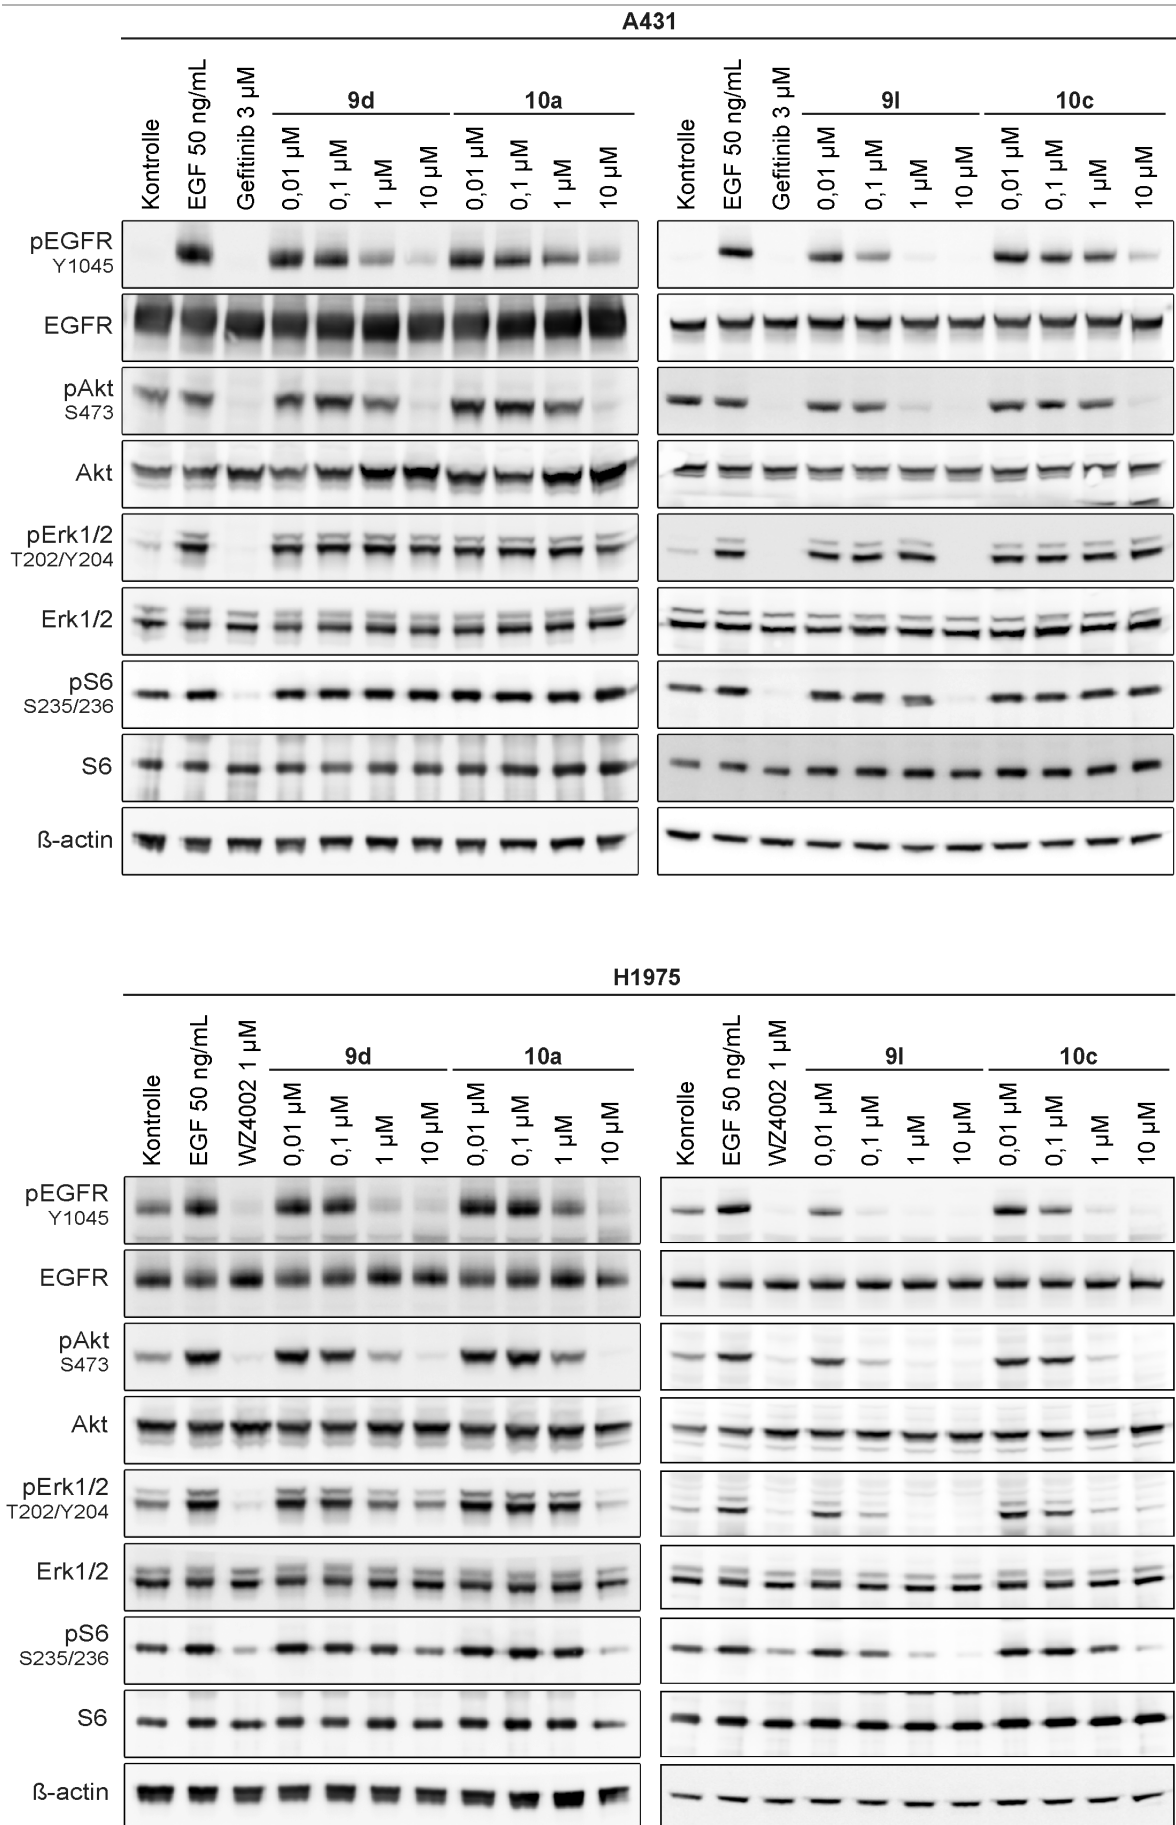 A431
Kontrolle
EGF 50 ng/mL
Gefitinib 3 µM
9d
0,01 µM
0,1 µM
1 µM
10 µM
10a
0,01 µM
0,1 µM
1 µM
10 µM
Kontrolle
EGF 50 ng/mL
Gefitinib 3 µM
9l
0,01 µM
0,1 µM
1 µM
10 µM
10c
0,01 µM
0,1 µM
1 µM
10 µM
pEGFR
Y1045
EGFR
pAkt
S473
Akt
pErk1/2
T202/Y204
Erk1/2
pS6
S235/236
S6
ß-actin
H1975
Kontrolle
EGF 50 ng/mL
WZ4002 1 µM
9d
0,01 µM
0,1 µM
1 µM
10 µM
10a
0,01 µM
0,1 µM
1 µM
10 µM
Konrolle
EGF 50 ng/mL
WZ4002 1 µM
9l
0,01 µM
0,1 µM
1 µM
10 µM
10c
0,01 µM
0,1 µM
1 µM
10 µM
pEGFR
Y1045
EGFR
pAkt
S473
Akt
pErk1/2
T202/Y204
Erk1/2
pS6
S235/236
S6
ß-actin